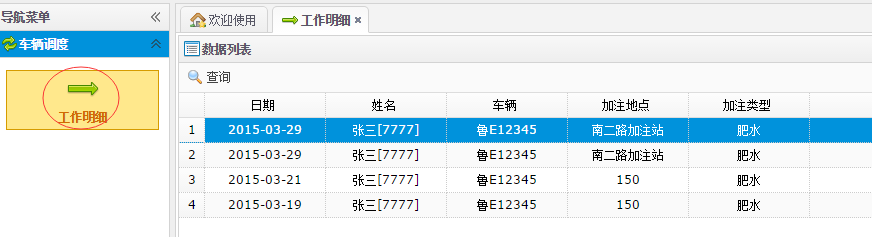 导航菜单
车辆调度
工作明细
欢迎使用 工作明细
数据列表
查询
日期 姓名 车辆 加注地点 加注类型
1 2015-03-29 张三[7777] 鲁E12345 南二路加注站 肥水
2 2015-03-29 张三[7777] 鲁E12345 南二路加注站 肥水
3 2015-03-21 张三[7777] 鲁E12345 150 肥水
4 2015-03-19 张三[7777] 鲁E12345 150 肥水